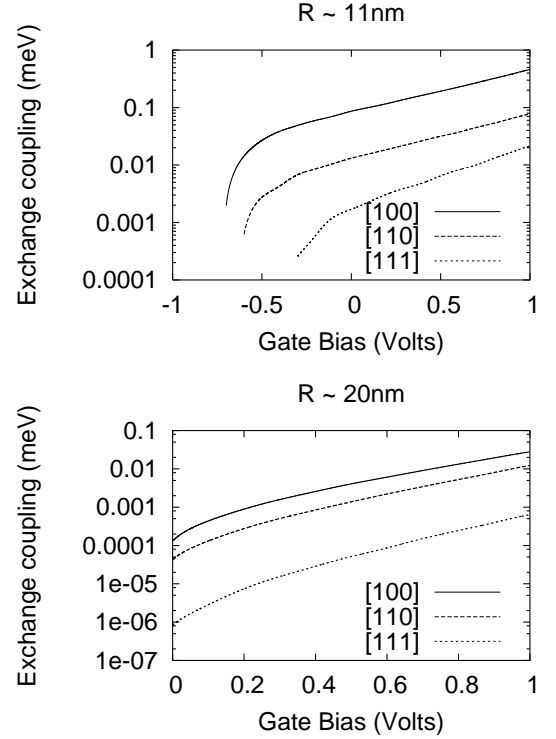 R ~ 11nm
Exchange coupling (meV)
1
0.1
0.01
0.001
0.0001
[100]
[110]
[111]
-1 -0.5 0 0.5 1
Gate Bias (Volts)
R ~ 20nm
Exchange coupling (meV)
0.1
0.01
0.001
0.0001
1e-05
1e-06
1e-07
[100]
[110]
[111]
0 0.2 0.4 0.6 0.8 1
Gate Bias (Volts)